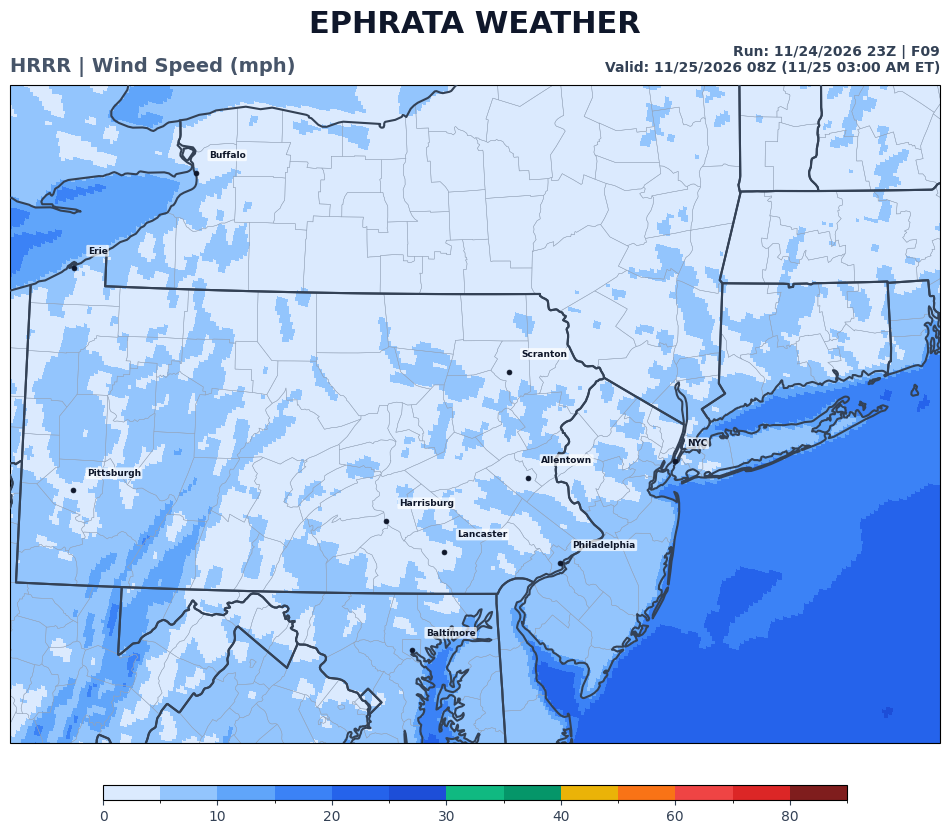 EPHRATA WEATHER
HRRR | Wind Speed (mph)
Run: 11/24/2026 23Z | F09
Valid: 11/25/2026 08Z (11/25 03:00 AM ET)
Buffalo
Erie
Scranton
NYC
Allentown
Pittsburgh
Harrisburg
Lancaster
Philadelphia
Baltimore
0 10 20 30 40 50 60 70 80